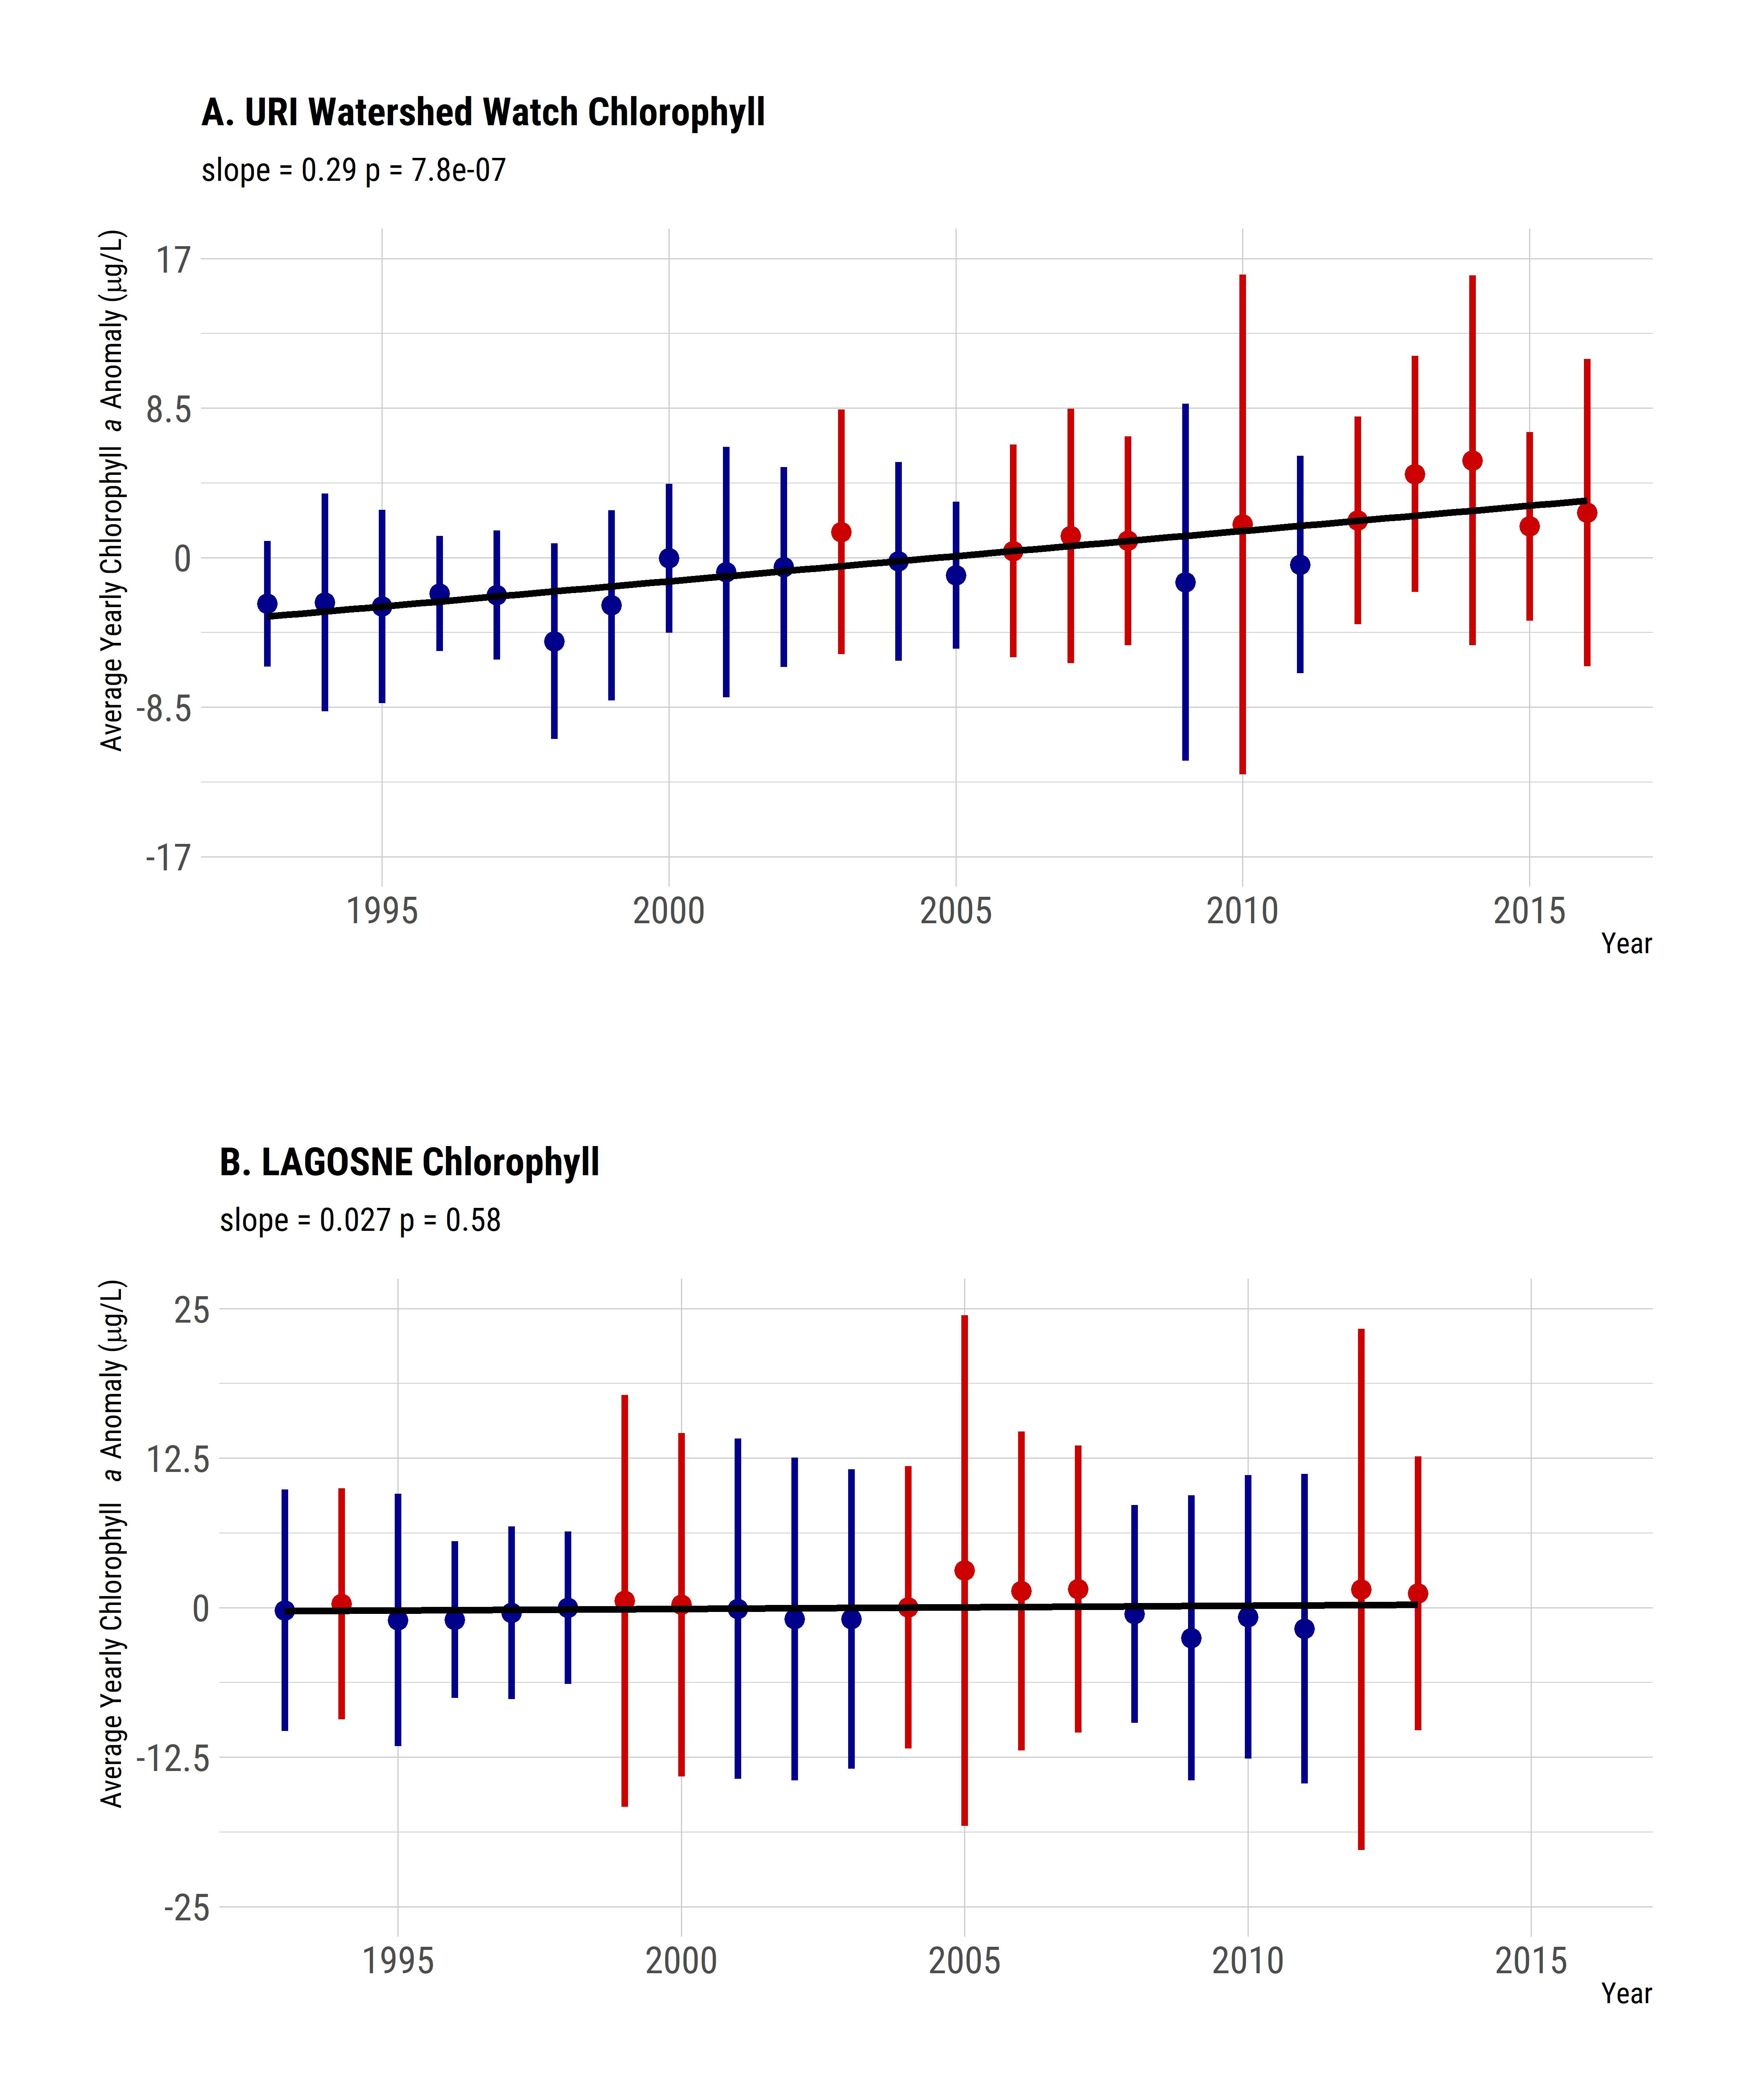 A. URI Watershed Watch Chlorophyll
slope = 0.29 p = 7.8e-07
Average Yearly Chlorophyll a Anomaly (μg/L)
17
8.5
0
-8.5
-17
1995 2000 2005 2010 2015
Year
B. LAGOSNE Chlorophyll
slope = 0.027 p = 0.58
Average Yearly Chlorophyll a Anomaly (μg/L)
25
12.5
0
-12.5
-25
1995 2000 2005 2010 2015
Year